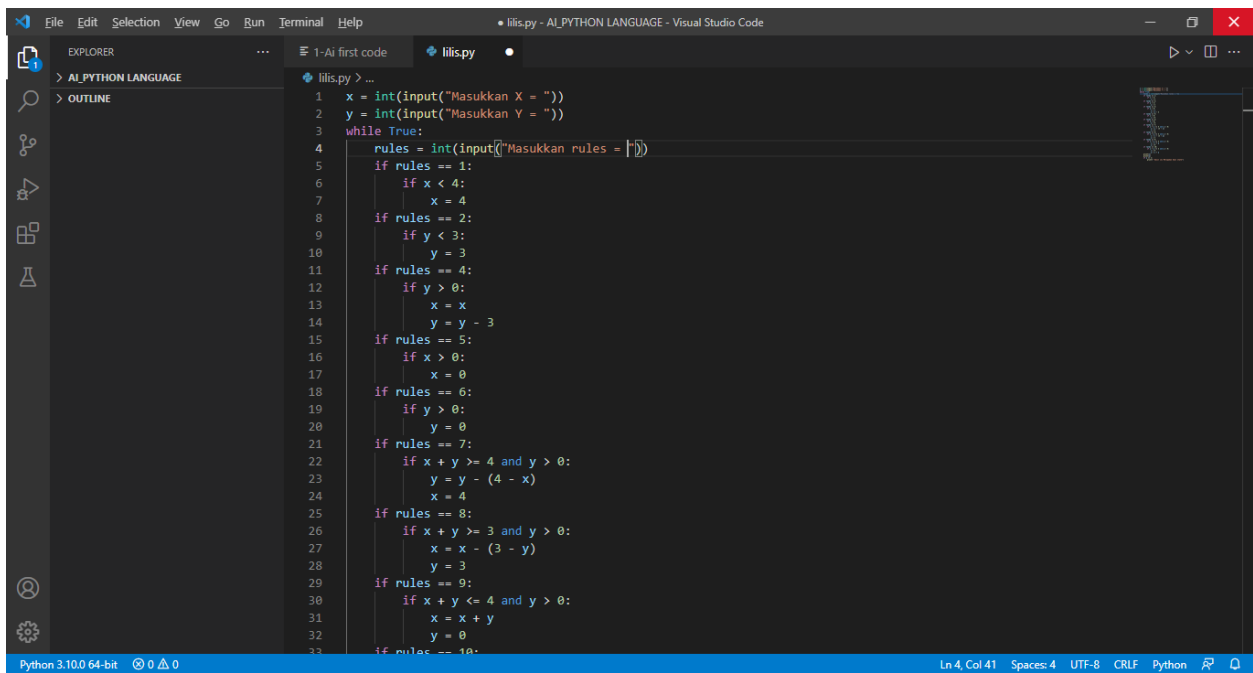 File Edit Selection View Go Run Terminal Help ● lilis.py - AI_PYTHON LANGUAGE - Visual Studio Code
EXPLORER ...
1-Ai first code lilis.py ●
> AI_PYTHON LANGUAGE
> OUTLINE
lilis.py > ...
1 x = int(input("Masukkan X = "))
2 y = int(input("Masukkan Y = "))
3 while True:
4 rules = int(input("Masukkan rules = "))
5 if rules == 1:
6 if x < 4:
7 x = 4
8 if rules == 2:
9 if y < 3:
10 y = 3
11 if rules == 4:
12 if y > 0:
13 x = x
14 y = y - 3
15 if rules == 5:
16 if x > 0:
17 x = 0
18 if rules == 6:
19 if y > 0:
20 y = 0
21 if rules == 7:
22 if x + y >= 4 and y > 0:
23 y = y - (4 - x)
24 x = 4
25 if rules == 8:
26 if x + y >= 3 and y > 0:
27 x = x - (3 - y)
28 y = 3
29 if rules == 9:
30 if x + y <= 4 and y > 0:
31 x = x + y
32 y = 0
33 if rules == 10:
1
Python 3.10.0 64-bit 0 0 Ln 4, Col 41 Spaces: 4 UTF-8 CRLF Python